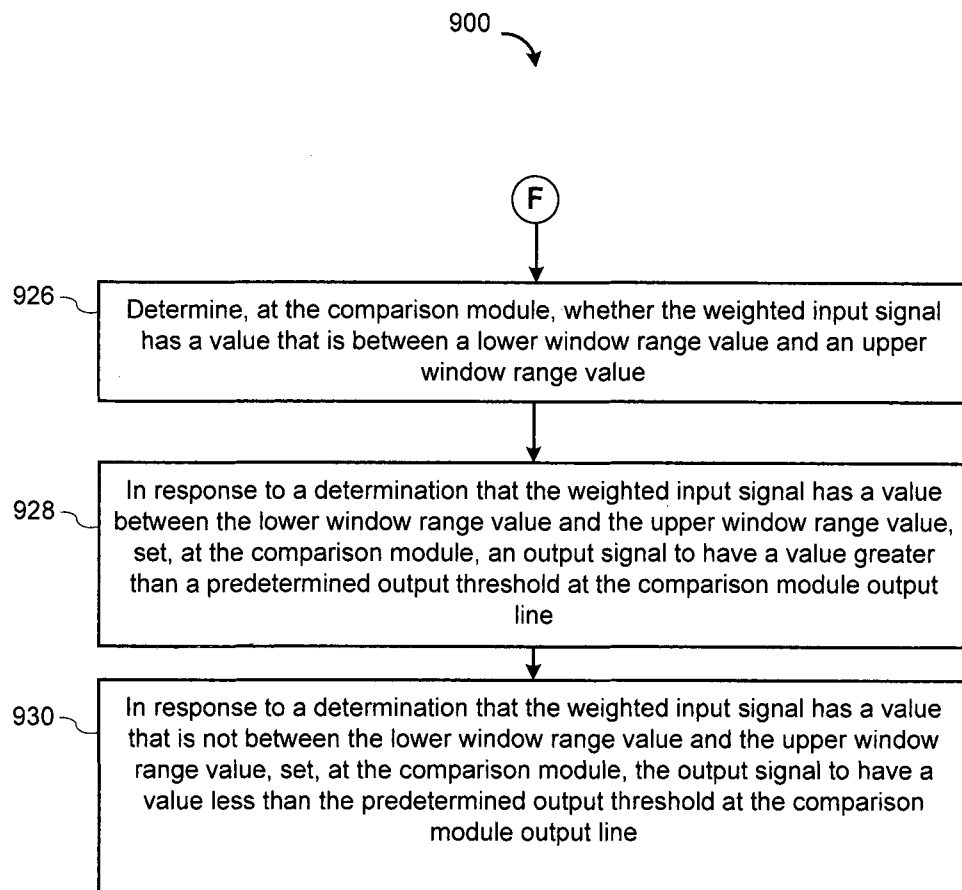 900
F
926
Determine, at the comparison module, whether the weighted input signal
has a value that is between a lower window range value and an upper
window range value
928
In response to a determination that the weighted input signal has a value
between the lower window range value and the upper window range value,
set, at the comparison module, an output signal to have a value greater
than a predetermined output threshold at the comparison module output
line
930
In response to a determination that the weighted input signal has a value
that is not between the lower window range value and the upper window
range value, set, at the comparison module, the output signal to have a
value less than the predetermined output threshold at the comparison
module output line